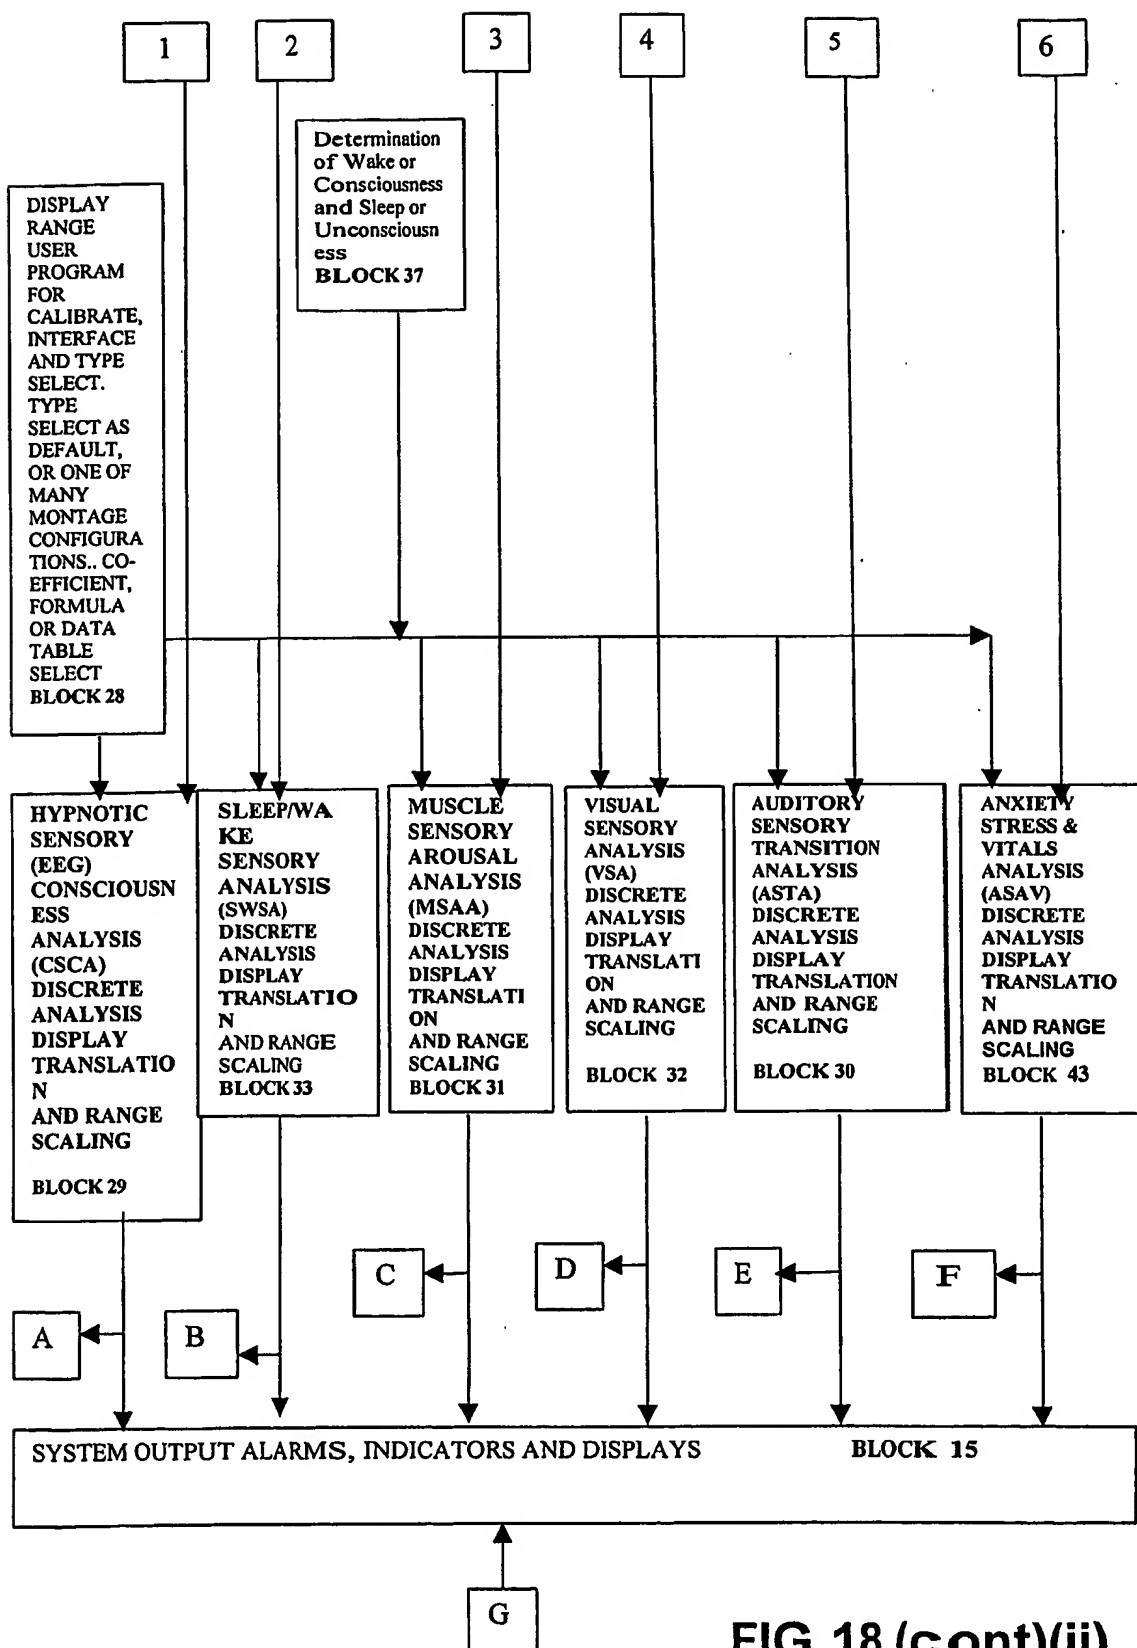 1
2
3
4
5
6
Determination
of Wake or
Consciousness
and Sleep or
Unconsciousn
ess
BLOCK 37
DISPLAY
RANGE
USER
PROGRAM
FOR
CALIBRATE,
INTERFACE
AND TYPE
SELECT.
TYPE
SELECT AS
DEFAULT,
OR ONE OF
MANY
MONTAGE
CONFIGURA
TIONS.. CO-
EFFICIENT,
FORMULA
OR DATA
TABLE
SELECT
BLOCK 28
HYPNOTIC
SENSORY
(EEG)
CONSCIOUSN
ESS
ANALYSIS
(CSCA)
DISCRETE
ANALYSIS
DISPLAY
TRANSLATIO
N
AND RANGE
SCALING
BLOCK 29
SLEEP/WA
KE
SENSORY
ANALYSIS
(SWSA)
DISCRETE
ANALYSIS
DISPLAY
TRANSLATIO
N
AND RANGE
SCALING
BLOCK 33
MUSCLE
SENSORY
AROUSAL
ANALYSIS
(MSAA)
DISCRETE
ANALYSIS
DISPLAY
TRANSLATI
ON
AND RANGE
SCALING
BLOCK 31
VISUAL
SENSORY
ANALYSIS
(VSA)
DISCRETE
ANALYSIS
DISPLAY
TRANSLATI
ON
AND RANGE
SCALING
BLOCK 32
AUDITORY
SENSORY
TRANSITION
ANALYSIS
(ASTA)
DISCRETE
ANALYSIS
DISPLAY
TRANSLATION
AND RANGE
SCALING
BLOCK 30
ANXIETY
STRESS &
VITALS
ANALYSIS
(ASAV)
DISCRETE
ANALYSIS
DISPLAY
TRANSLATIO
N
AND RANGE
SCALING
BLOCK 43
A
B
C
D
E
F
SYSTEM OUTPUT ALARMS, INDICATORS AND DISPLAYS BLOCK 15
G
FIG 18 (cont)(ii)